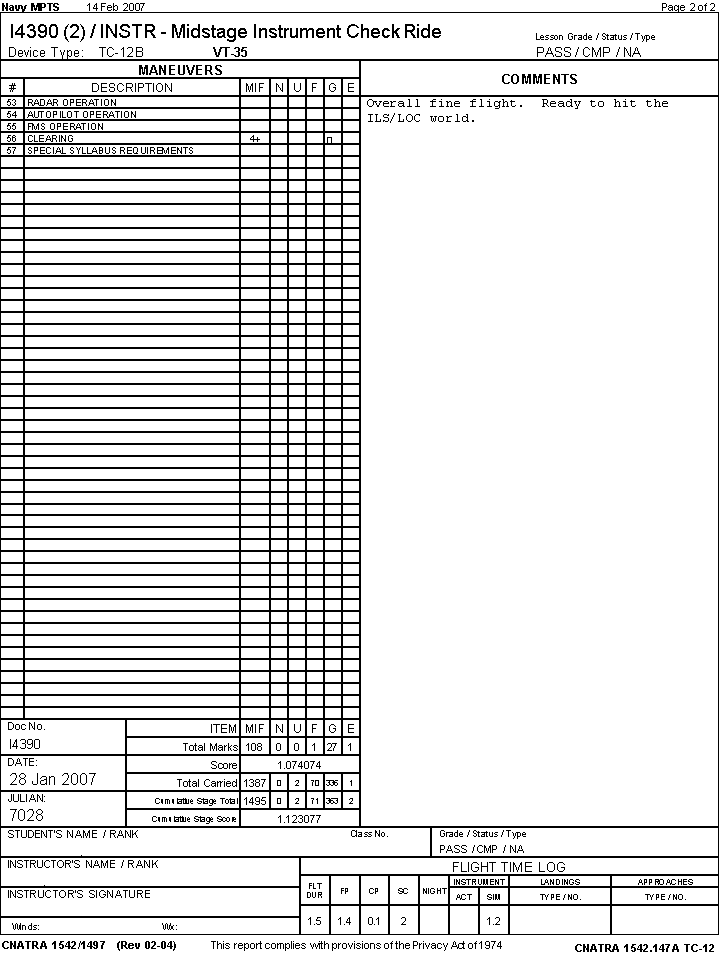 Navy MPTS 14 Feb 2007 Page 2 of 2
I4390 (2) / INSTR - Midstage Instrument Check Ride
Lesson Grade / Status / Type
Device Type: TC-12B VT-35 PASS / CMP / NA
MANEUVERS
COMMENTS
# DESCRIPTION MIF N U F G E
53 RADAR OPERATION
54 AUTOPILOT OPERATION
55 FMS OPERATION
56 CLEARING 4+ n
57 SPECIAL SYLLABUS REQUIREMENTS
Overall fine flight. Ready to hit the
ILS/LOC world.
Doc No.
I4390
DATE:
28 Jan 2007
JULIAN:
7028
ITEM MIF N U F G E
Total Marks 108 0 0 1 27 1
Score 1.074074
Total Carried 1387 0 2 70 336 1
Cumulative Stage Total 1495 0 2 71 363 2
Cumulative Stage Score 1.123077
STUDENT'S NAME / RANK Class No.
Grade / Status / Type
PASS / CMP / NA
INSTRUCTOR'S NAME / RANK
INSTRUCTOR'S SIGNATURE
Winds: Wx:
FLIGHT TIME LOG
FLT DUR FP CP SC NIGHT INSTRUMENT LANDINGS APPROACHES
ACT SIM TYPE / NO. TYPE / NO.
1.5 1.4 0.1 2 1.2
CNATRA 1542/1497 (Rev 02-04) This report complies with provisions of the Privacy Act of 1974 CNATRA 1542.147A TC-12